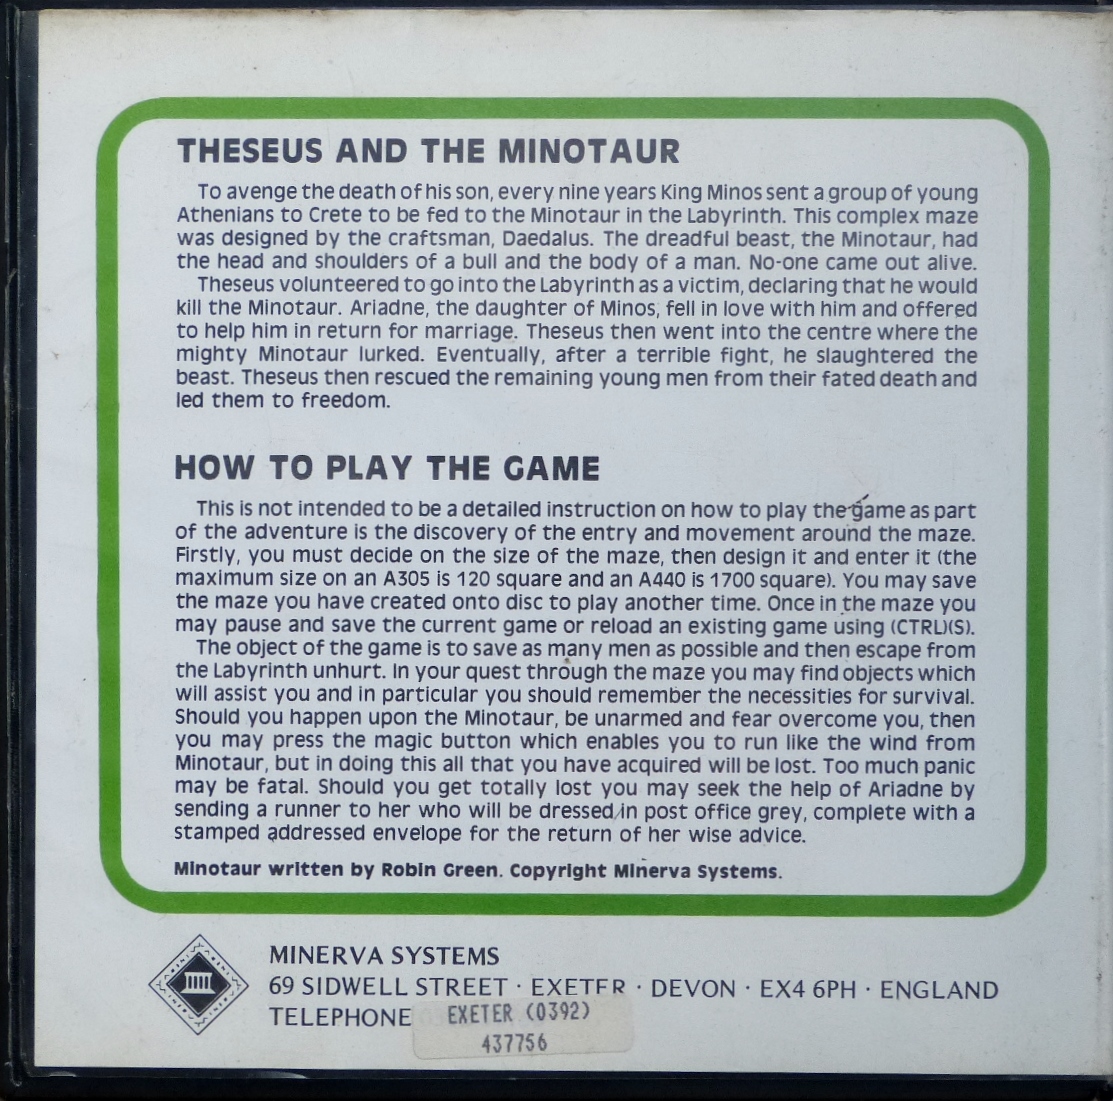 THESEUS AND THE MINOTAUR
To avenge the death of his son, every nine years King Minos sent a group of young
Athenians to Crete to be fed to the Minotaur in the Labyrinth. This complex maze
was designed by the craftsman, Daedalus. The dreadful beast, the Minotaur, had
the head and shoulders of a bull and the body of a man. No-one came out alive.
Theseus volunteered to go into the Labyrinth as a victim, declaring that he would
kill the Minotaur. Ariadne, the daughter of Minos, fell in love with him and offered
to help him in return for marriage. Theseus then went into the centre where the
mighty Minotaur lurked. Eventually, after a terrible fight, he slaughtered the
beast. Theseus then rescued the remaining young men from their fated death and
led them to freedom.
HOW TO PLAY THE GAME
This is not intended to be a detailed instruction on how to play the game as part
of the adventure is the discovery of the entry and movement around the maze.
Firstly, you must decide on the size of the maze, then design it and enter it (the
maximum size on an A305 is 120 square and an A440 is 1700 square). You may save
the maze you have created onto disc to play another time. Once in the maze you
may pause and save the current game or reload an existing game using (CTRL)(S).
The object of the game is to save as many men as possible and then escape from
the Labyrinth unhurt. In your quest through the maze you may find objects which
will assist you and in particular you should remember the necessities for survival.
Should you happen upon the Minotaur, be unarmed and fear overcome you, then
you may press the magic button which enables you to run like the wind from
Minotaur, but in doing this all that you have acquired will be lost. Too much panic
may be fatal. Should you get totally lost you may seek the help of Ariadne by
sending a runner to her who will be dressed in post office grey, complete with a
stamped addressed envelope for the return of her wise advice.
Minotaur written by Robin Green. Copyright Minerva Systems.
MINERVA SYSTEMS
69 SIDWELL STREET · EXETER · DEVON · EX4 6PH · ENGLAND
TELEPHONE EXETER (0392)
437756